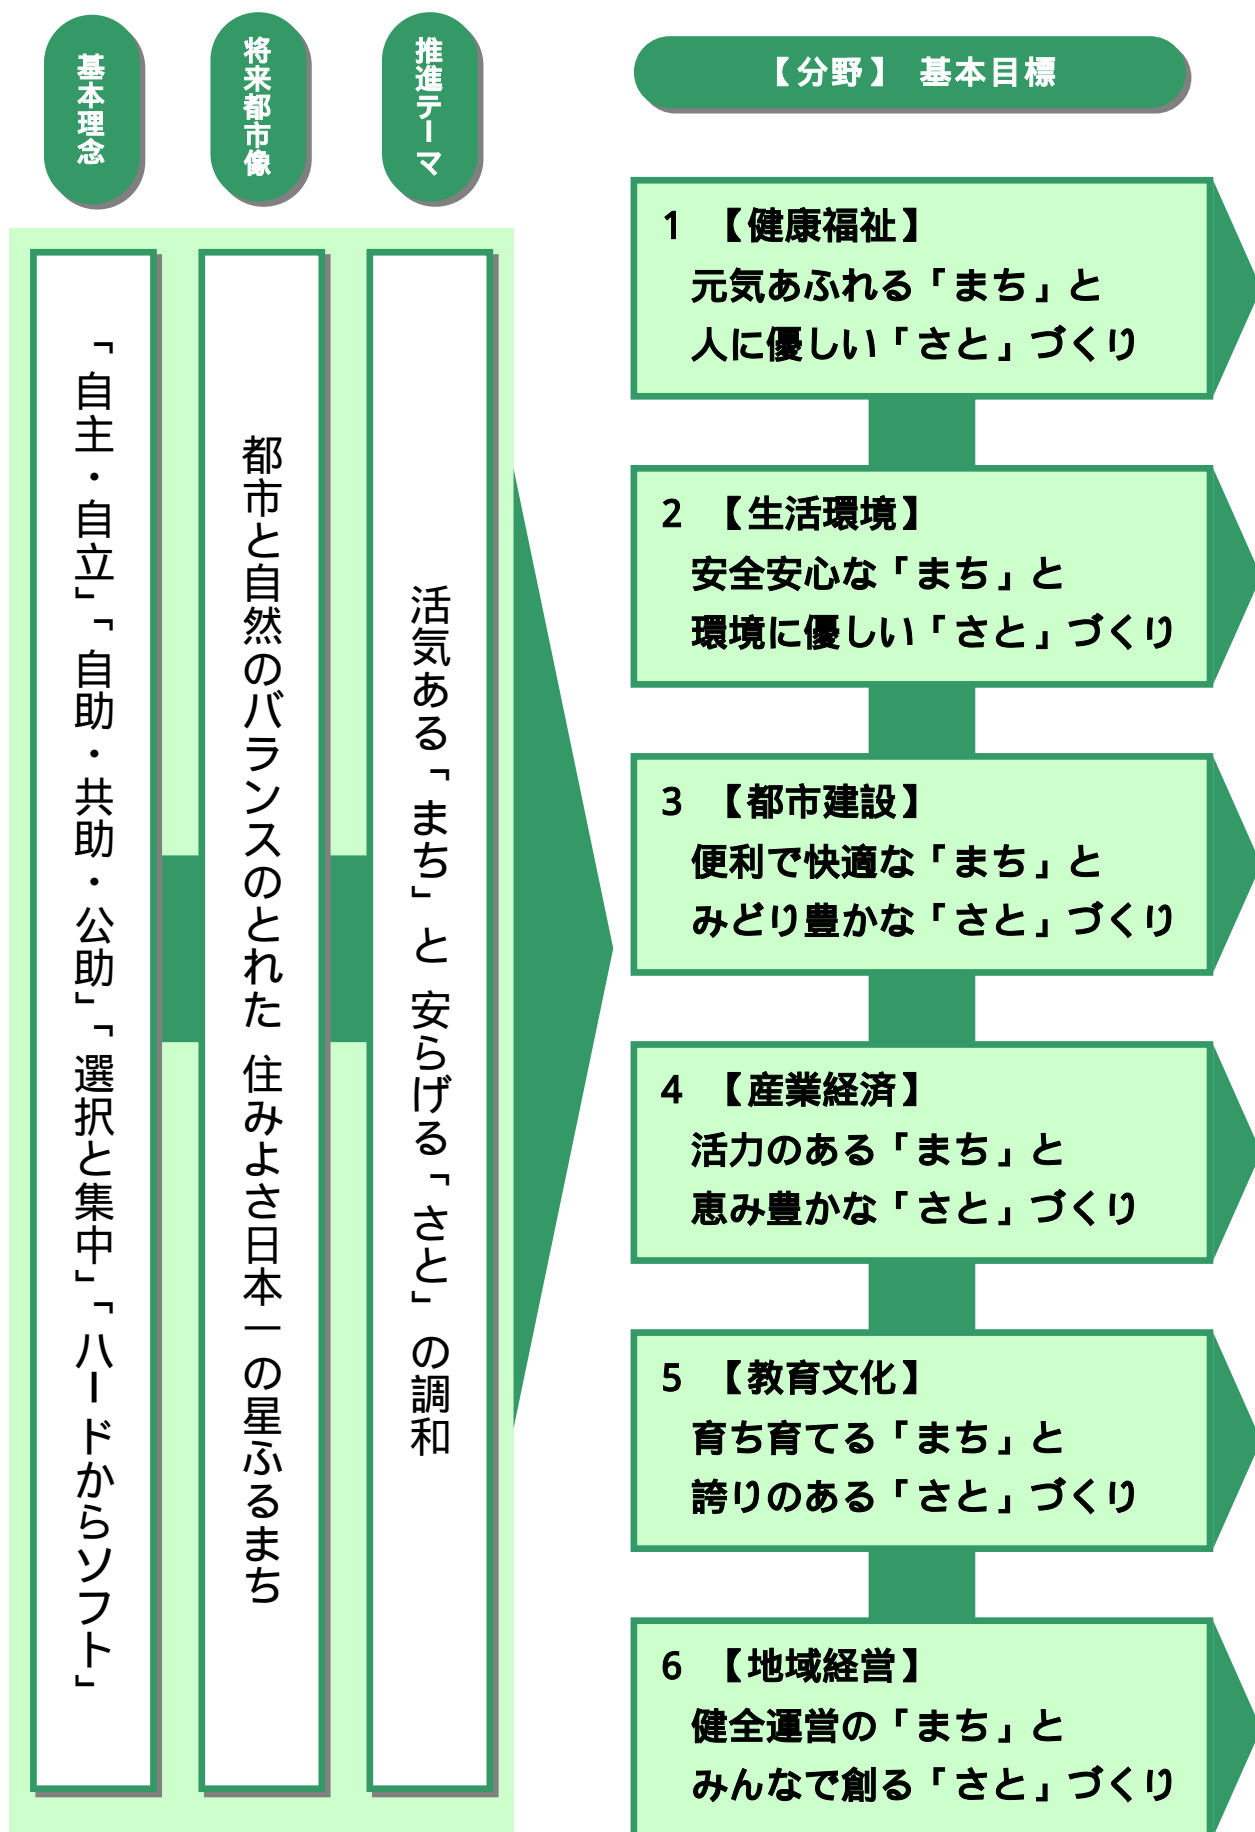 基本理念
将来都市像
推進テーマ
【分野】 基本目標
「自主・自立」「自助・共助・公助」「選択と集中」「ハードからソフト」
都市と自然のバランスのとれた 住みよさ日本一の星ふるまち
活気ある「まち」と 安らげる「さと」の調和
1 【健康福祉】
元気あふれる「まち」と
人に優しい「さと」づくり
2 【生活環境】
安全安心な「まち」と
環境に優しい「さと」づくり
3 【都市建設】
便利で快適な「まち」と
みどり豊かな「さと」づくり
4 【産業経済】
活力のある「まち」と
恵み豊かな「さと」づくり
5 【教育文化】
育ち育てる「まち」と
誇りのある「さと」づくり
6 【地域経営】
健全運営の「まち」と
みんなで創る「さと」づくり